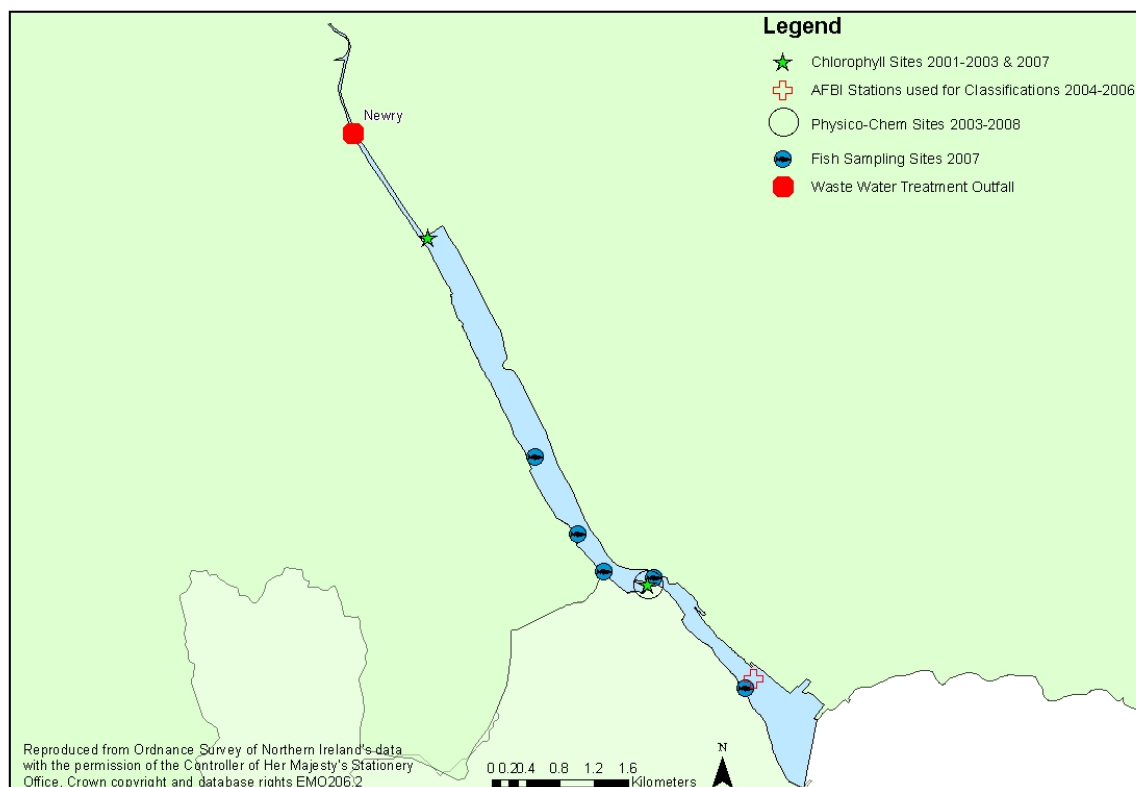 Legend
Chlorophyll Sites 2001-2003 & 2007
AFBI Stations used for Classifications 2004-2006
Physico-Chem Sites 2003-2008
Fish Sampling Sites 2007
Waste Water Treatment Outfall
Newry
Reproduced from Ordnance Survey of Northern Ireland's data
with the permission of the Controller of Her Majesty's Stationery
Office. Crown copyright and database rights EMO206.2
0 0.20.4 0.8 1.2 1.6
Kilometers
N